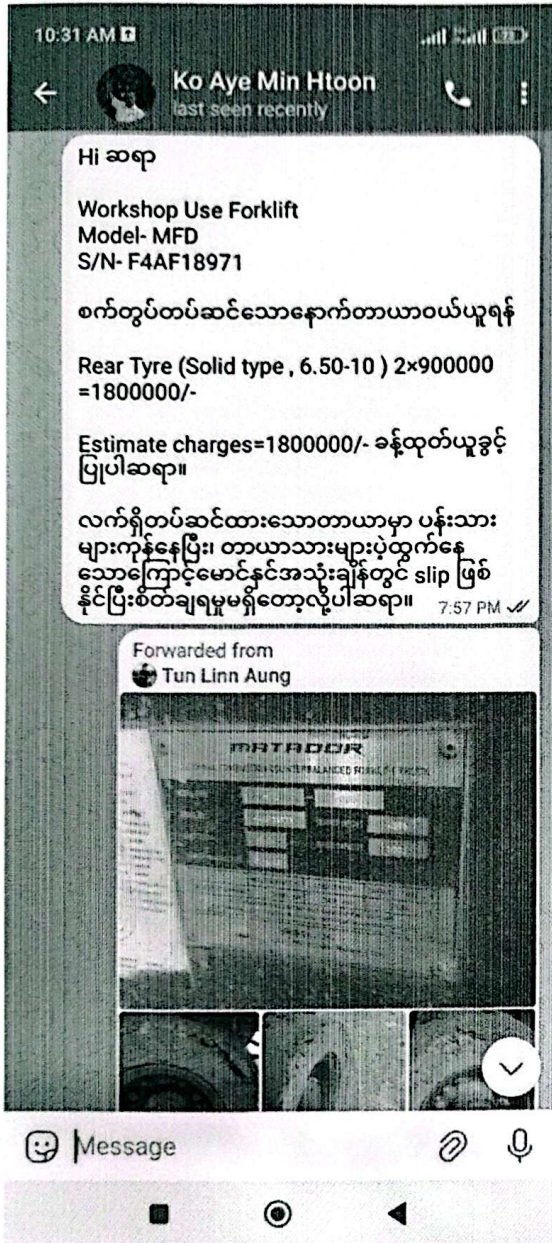 10:31 AM
Ko Aye Min Htoon
last seen recently
Hi ဆရာ
Workshop Use Forklift
Model- MFD
S/N- F4AF18971
စက်တွပ်တပ်ဆင်သောနောက်တာယာဝယ်ယူရန်
Rear Tyre (Solid type , 6.50-10 ) 2×900000
=1800000/-
Estimate charges=1800000/- ခန့်ထုတ်ယူခွင့်
ပြုပါဆရာ။
လက်ရှိတပ်ဆင်ထားသောတာယာမှာ ပန်းသား
များကုန်နေပြီး၊ တာယာသားများပဲ့ထွက်နေ
သောကြောင့်မောင်နှင်အသုံးချိန်တွင် slip ဖြစ်
နိုင်ပြီးစိတ်ချရမှုမရှိတော့လို့ပါဆရာ။ 7:57 PM
Forwarded from
Tun Linn Aung
MATADOR
COUNTERBALANCED FORKLIFT TRUCK
Message